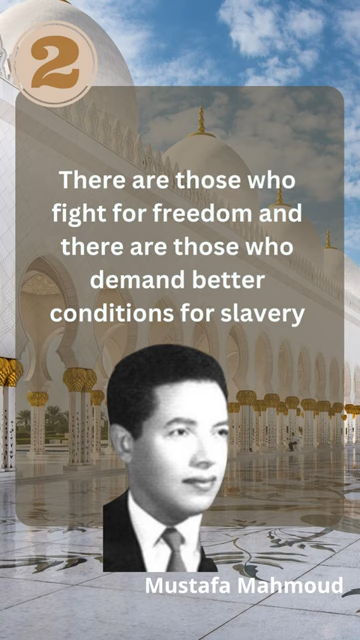 2
There are those who
fight for freedom and
there are those who
demand better
conditions for slavery
Mustafa Mahmoud